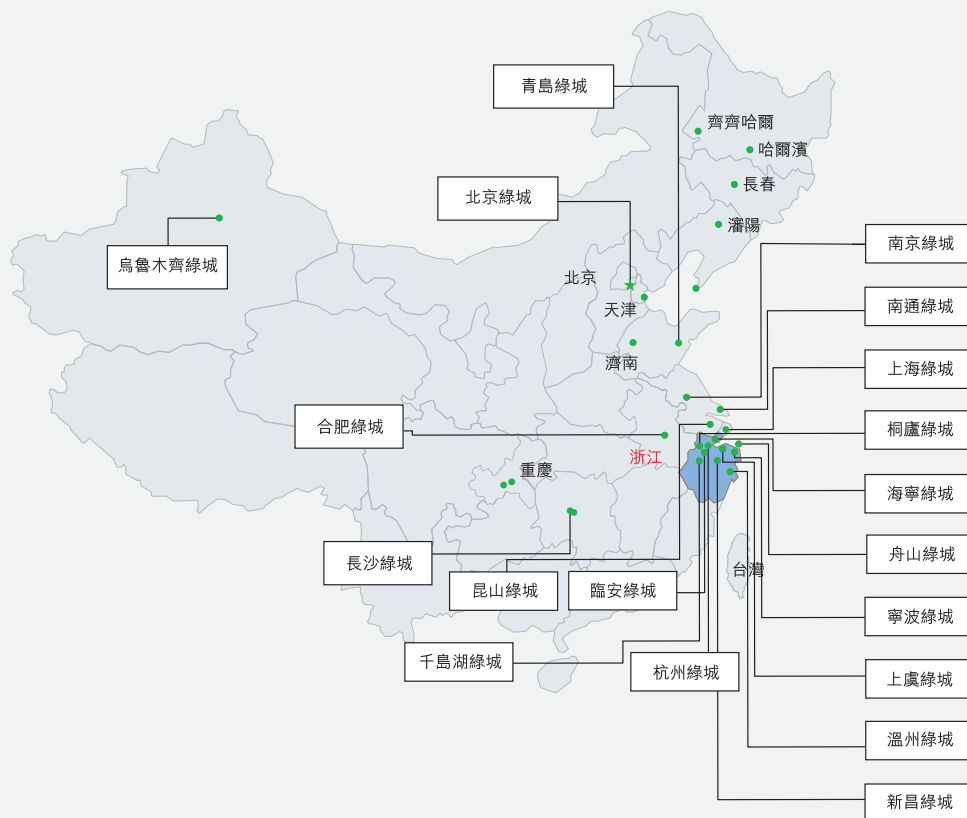 青島綠城
齊齊哈爾
哈爾濱
長春
北京綠城
瀋陽
南京綠城
烏魯木齊綠城
北京
天津
南通綠城
濟南
上海綠城
合肥綠城
桐廬綠城
浙江
重慶
海寧綠城
舟山綠城
長沙綠城
台灣
昆山綠城
臨安綠城
寧波綠城
千島湖綠城
杭州綠城
上虞綠城
溫州綠城
新昌綠城